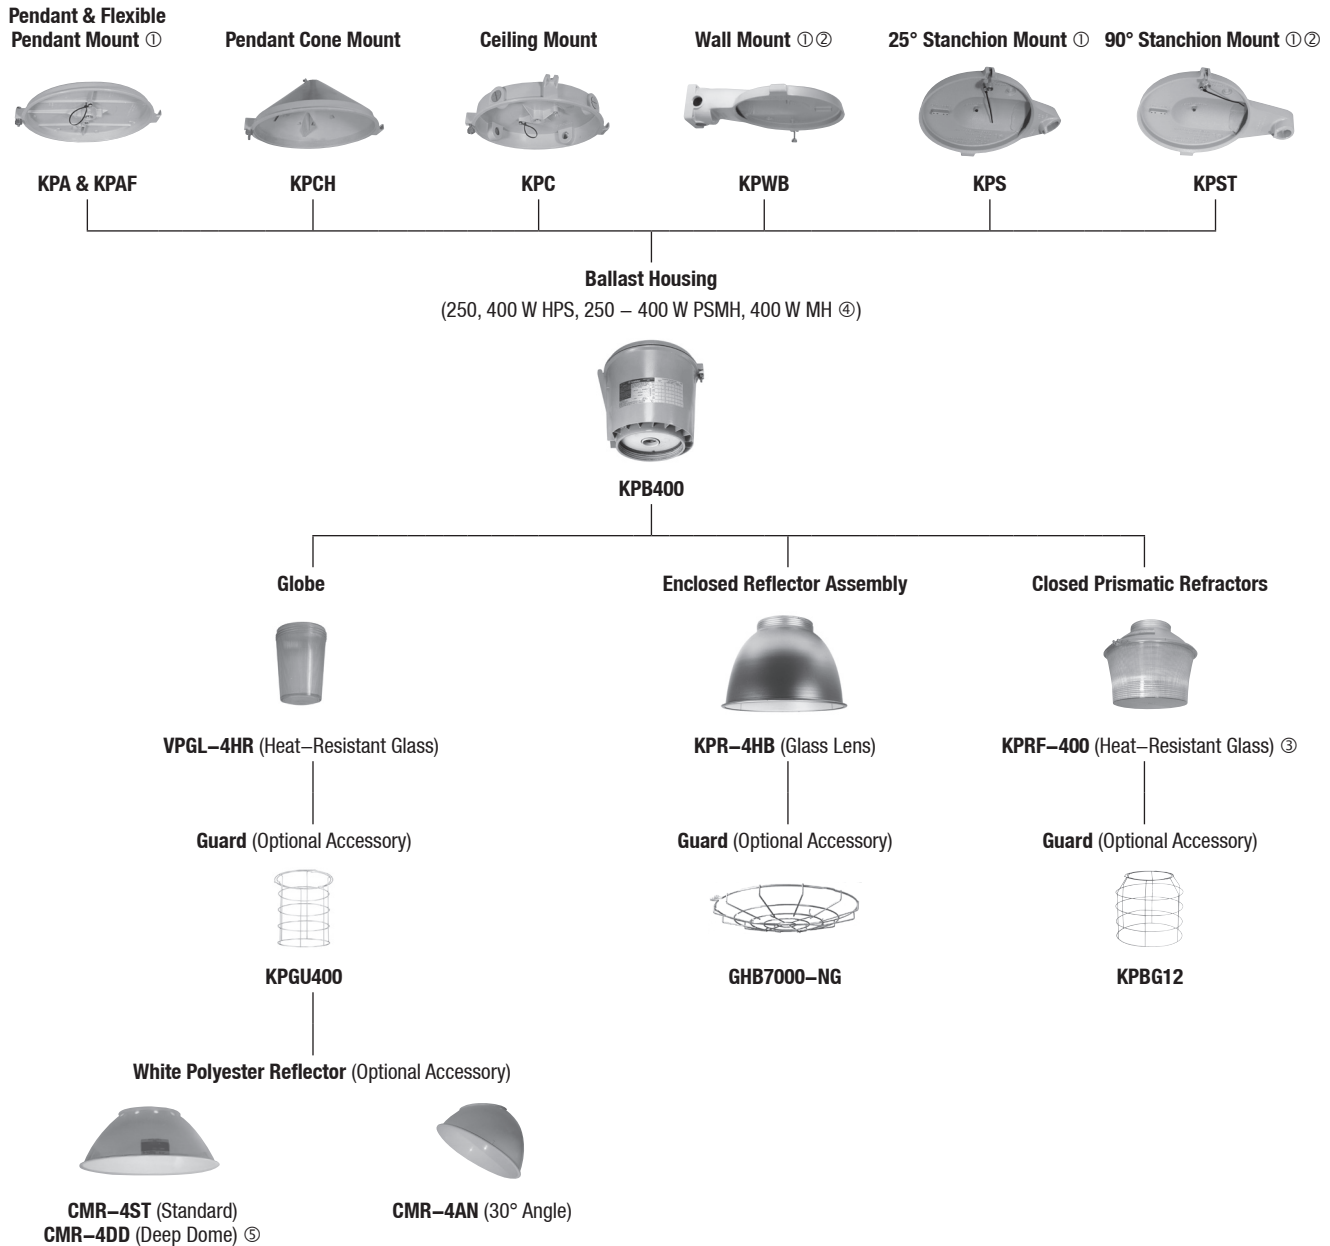 Pendant & Flexible
Pendant Mount ①
Pendant Cone Mount
Ceiling Mount
Wall Mount ①②
25° Stanchion Mount ①
90° Stanchion Mount ①②
KPA & KPAF
KPCH
KPC
KPWB
KPS
KPST
Ballast Housing
(250, 400 W HPS, 250 – 400 W PSMH, 400 W MH ④)
KPB400
Globe
Enclosed Reflector Assembly
Closed Prismatic Refractors
VPGL–4HR (Heat–Resistant Glass)
KPR–4HB (Glass Lens)
KPRF–400 (Heat–Resistant Glass) ③
Guard (Optional Accessory)
Guard (Optional Accessory)
Guard (Optional Accessory)
KPGU400
GHB7000–NG
KPBG12
White Polyester Reflector (Optional Accessory)
CMR–4ST (Standard)
CMR–4DD (Deep Dome) ⑤
CMR–4AN (30° Angle)